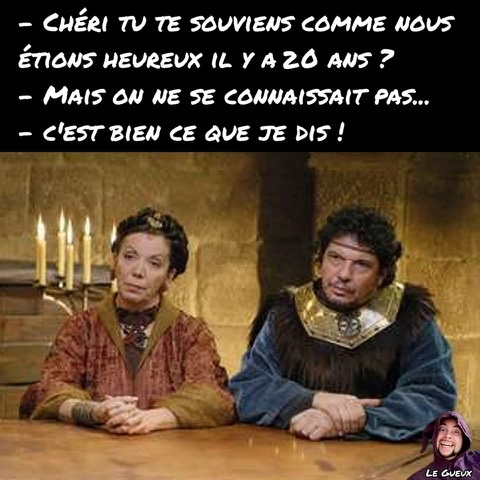 - Chéri tu te souviens comme nous
étions heureux il y a 20 ans ?
- Mais on ne se connaissait pas...
- c'est bien ce que je dis !
Le Gueux